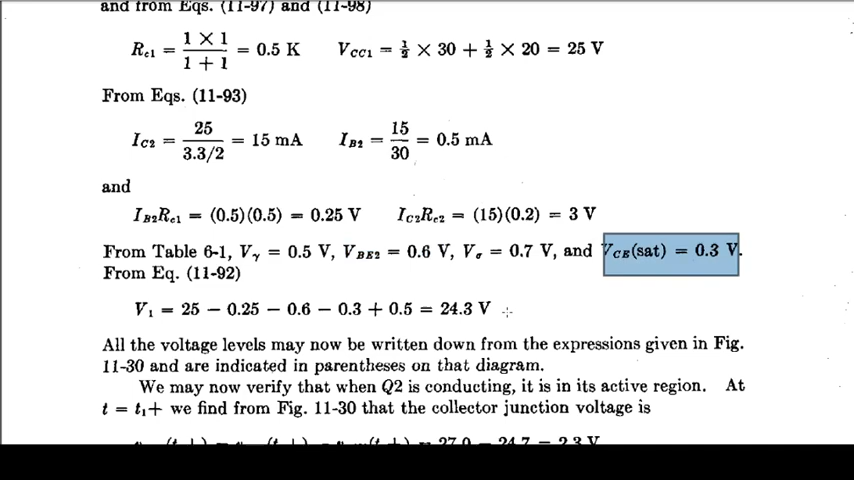 and from Eqs. (11-97) and (11-98)
R_c1 = 1 × 1 / 1 + 1 = 0.5 K V_CC1 = ½ × 30 + ½ × 20 = 25 V
From Eqs. (11-93)
I_C2 = 25 / 3.3/2 = 15 mA I_B2 = 15 / 30 = 0.5 mA
and
I_B2R_c1 = (0.5)(0.5) = 0.25 V I_C2R_e2 = (15)(0.2) = 3 V
From Table 6-1, V_γ = 0.5 V, V_BE2 = 0.6 V, V_σ = 0.7 V, and V_CE(sat) = 0.3 V.
From Eq. (11-92)
V_1 = 25 − 0.25 − 0.6 − 0.3 + 0.5 = 24.3 V
All the voltage levels may now be written down from the expressions given in Fig.
11-30 and are indicated in parentheses on that diagram.
We may now verify that when Q2 is conducting, it is in its active region. At
t = t_1+ we find from Fig. 11-30 that the collector junction voltage is
= 27.0 − 24.7 = 2.3 V